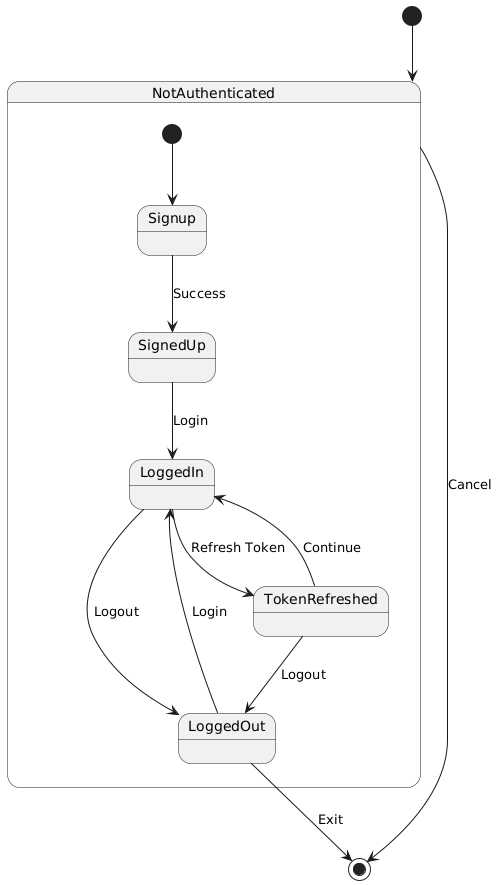 NotAuthenticated
Signup
Success
SignedUp
Login
LoggedIn
Refresh Token
Continue
TokenRefreshed
Logout
Login
Logout
LoggedOut
Exit
Cancel